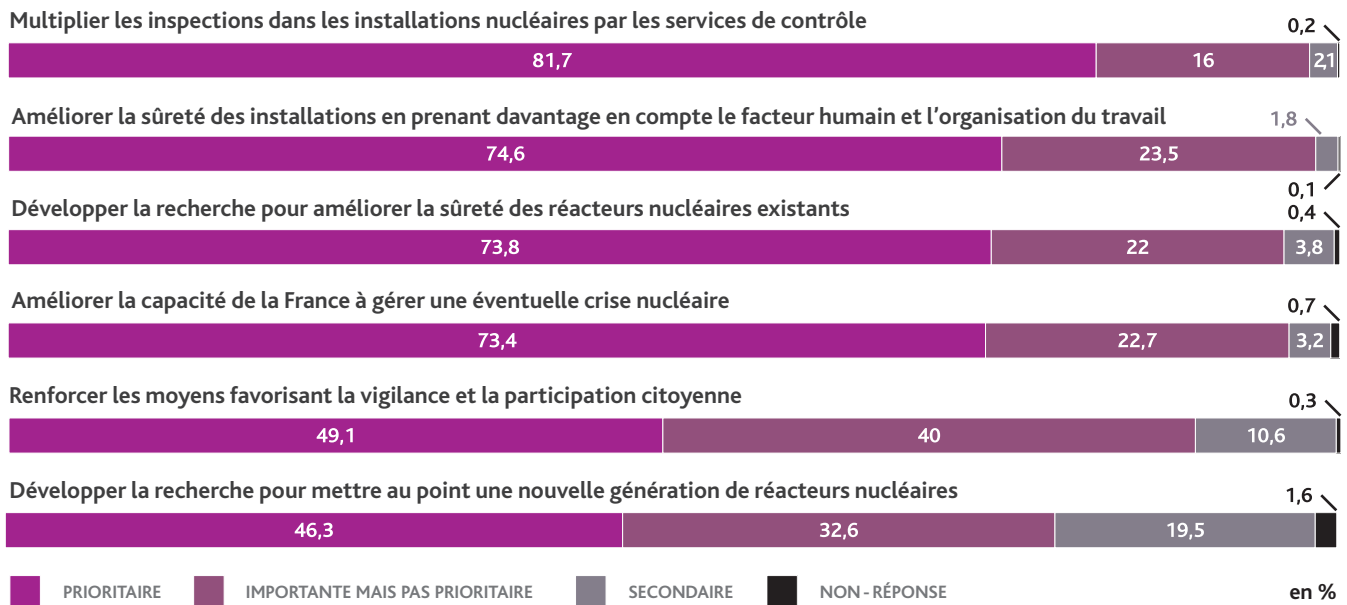 Multiplier les inspections dans les installations nucléaires par les services de contrôle
0,2
81,7 16 2,1
Améliorer la sûreté des installations en prenant davantage en compte le facteur humain et l'organisation du travail
1,8
74,6 23,5
0,1
Développer la recherche pour améliorer la sûreté des réacteurs nucléaires existants
0,4
73,8 22 3,8
Améliorer la capacité de la France à gérer une éventuelle crise nucléaire
0,7
73,4 22,7 3,2
Renforcer les moyens favorisant la vigilance et la participation citoyenne
0,3
49,1 40 10,6
Développer la recherche pour mettre au point une nouvelle génération de réacteurs nucléaires
1,6
46,3 32,6 19,5
PRIORITAIRE IMPORTANTE MAIS PAS PRIORITAIRE SECONDAIRE NON-RÉPONSE en %